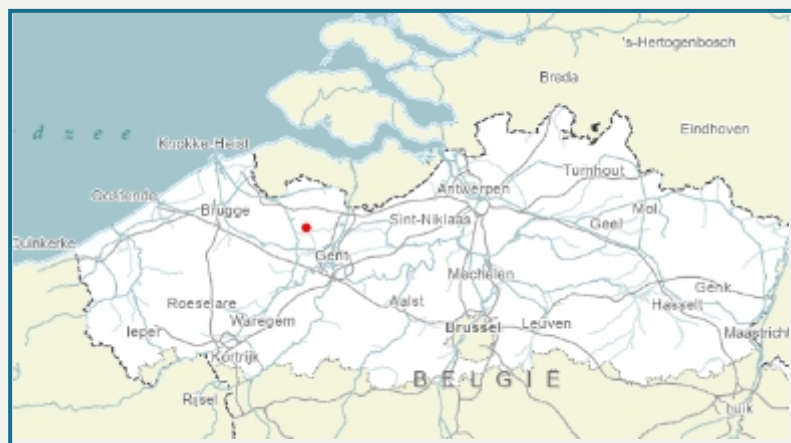 's-Hertogenbosch
Breda
Eindhoven
d z e e
Knokke-Heist
Turnhout
Antwerpen
Oostende
Brugge
Mol
Sint-Niklaas
Geel
Duinkerke
Gent
Mechelen
Genk
Roeselare
Aalst
Hasselt
Ieper
Waregem
Brussel
Leuven
Maastricht
Kortrijk
BELGIË
Rijsel
Luik